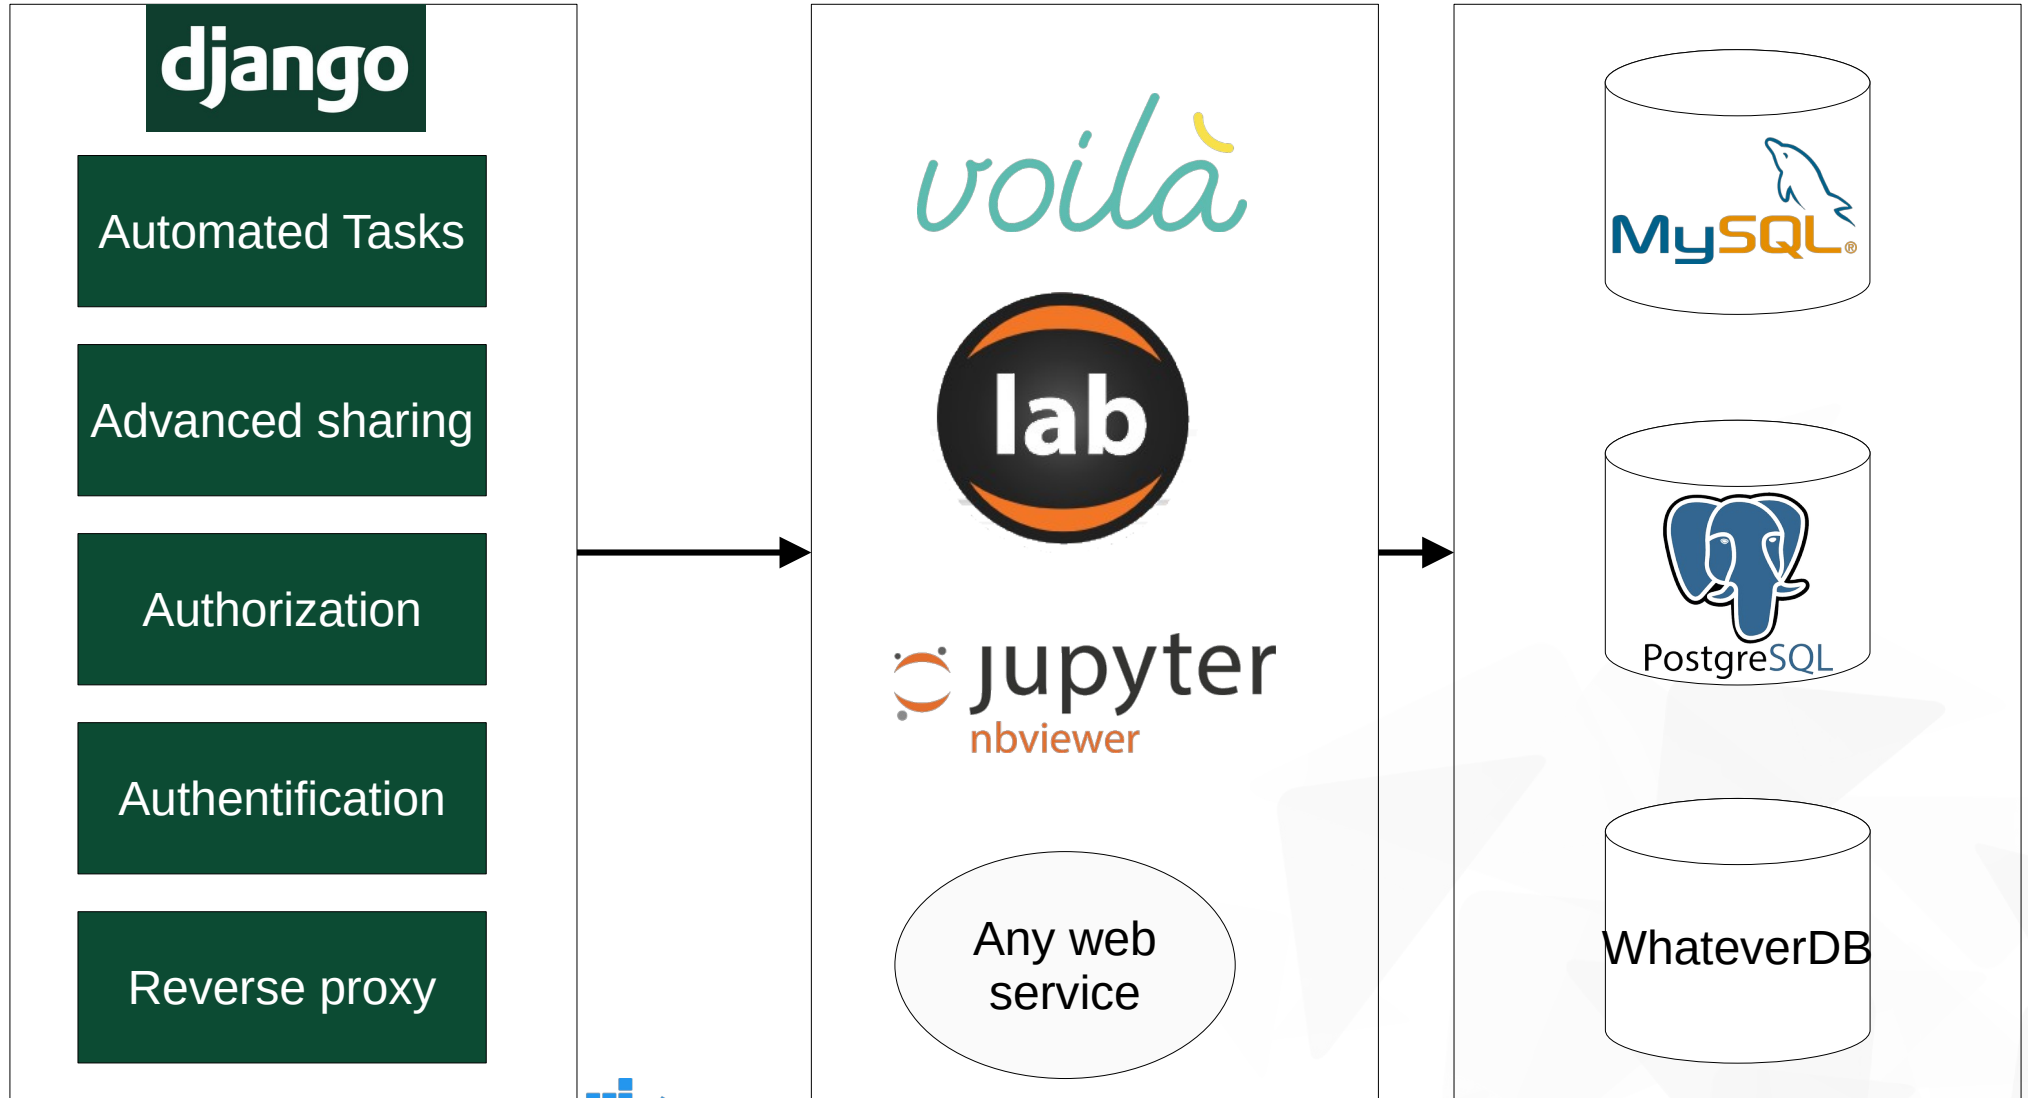 django
Automated Tasks
Advanced sharing
Authorization
Authentification
Reverse proxy
voilà
lab
jupyter
nbviewer
Any web
service
MySQL®
PostgreSQL
WhateverDB